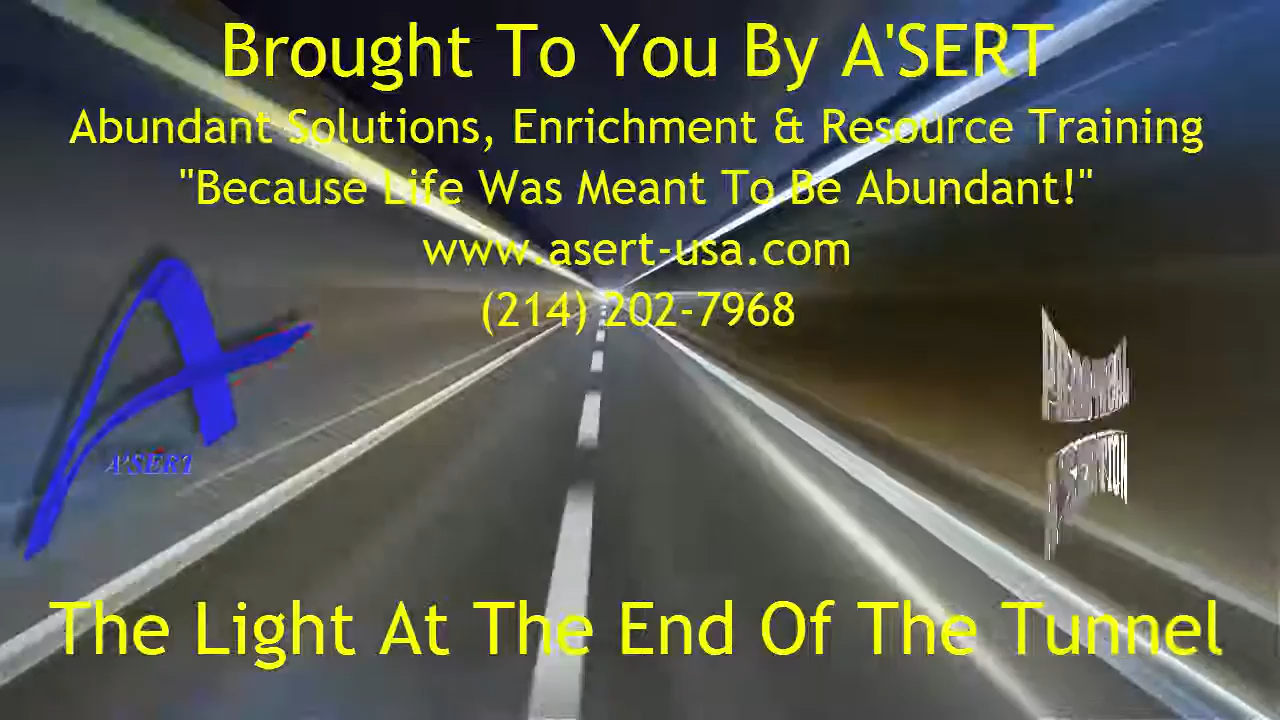 Brought To You By A'SERT
Abundant Solutions, Enrichment & Resource Training
"Because Life Was Meant To Be Abundant!"
www.asert-usa.com
(214) 202-7968
A'SERT
The Light At The End Of The Tunnel